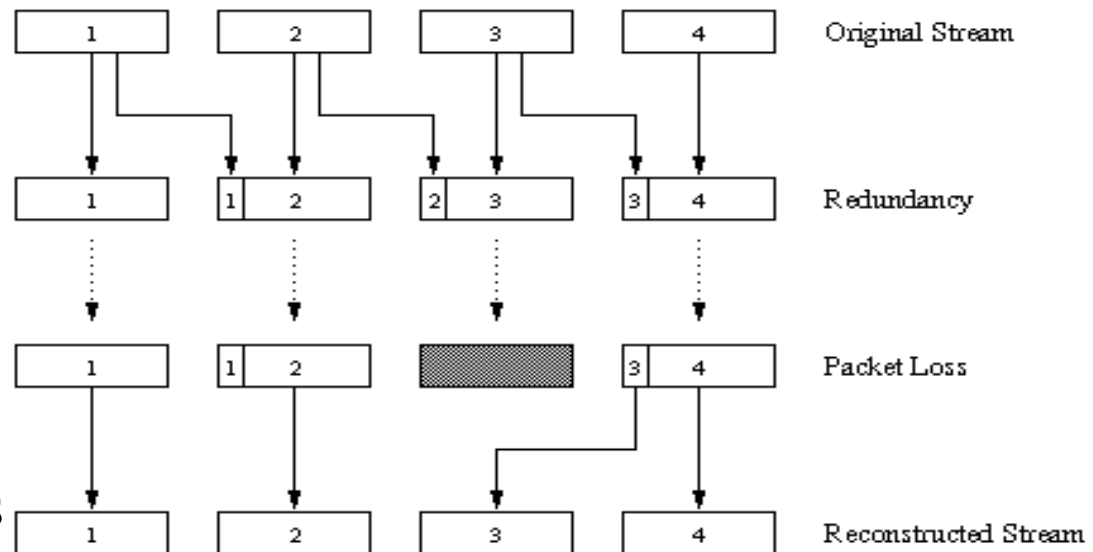 1 2 3 4 Original Stream
1 1 2 2 3 3 4 Redundancy
1 1 2 3 4 Packet Loss
1 2 3 4 Reconstructed Stream